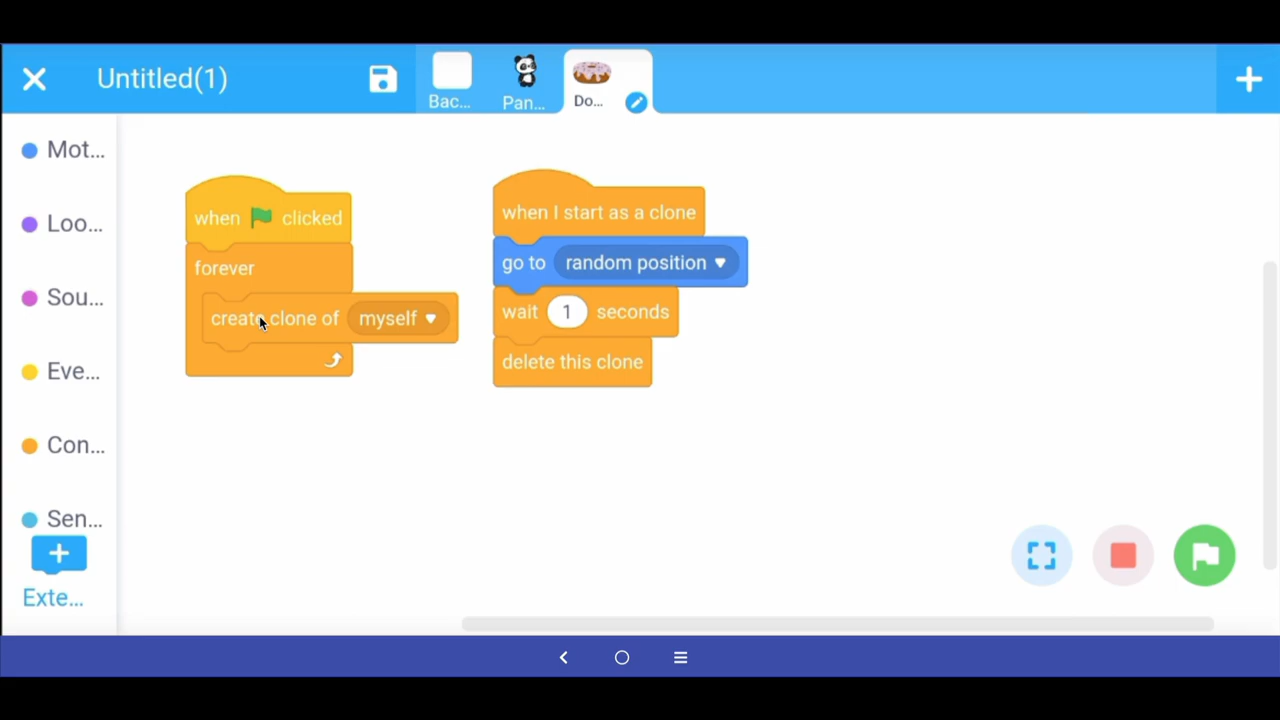 Untitled(1)
Bac...
Pan...
Do...
Mot...
Loo...
Sou...
Eve...
Con...
Sen...
Exte...
when clicked
forever
create clone of myself
when I start as a clone
go to random position
wait 1 seconds
delete this clone